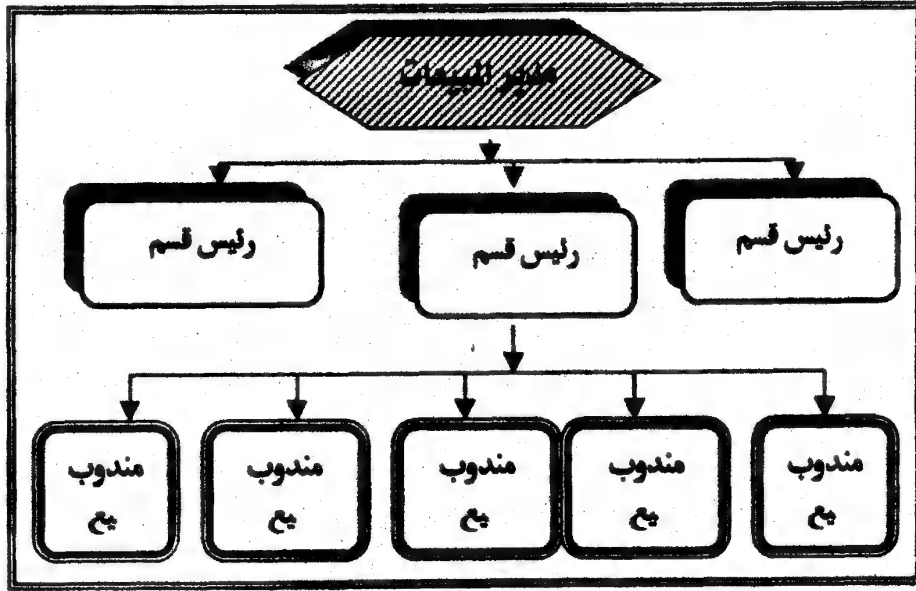 مدير المبيعات
رئيس قسم
رئيس قسم
رئيس قسم
مندوب
بيع
مندوب
بيع
مندوب
بيع
مندوب
بيع
مندوب
بيع